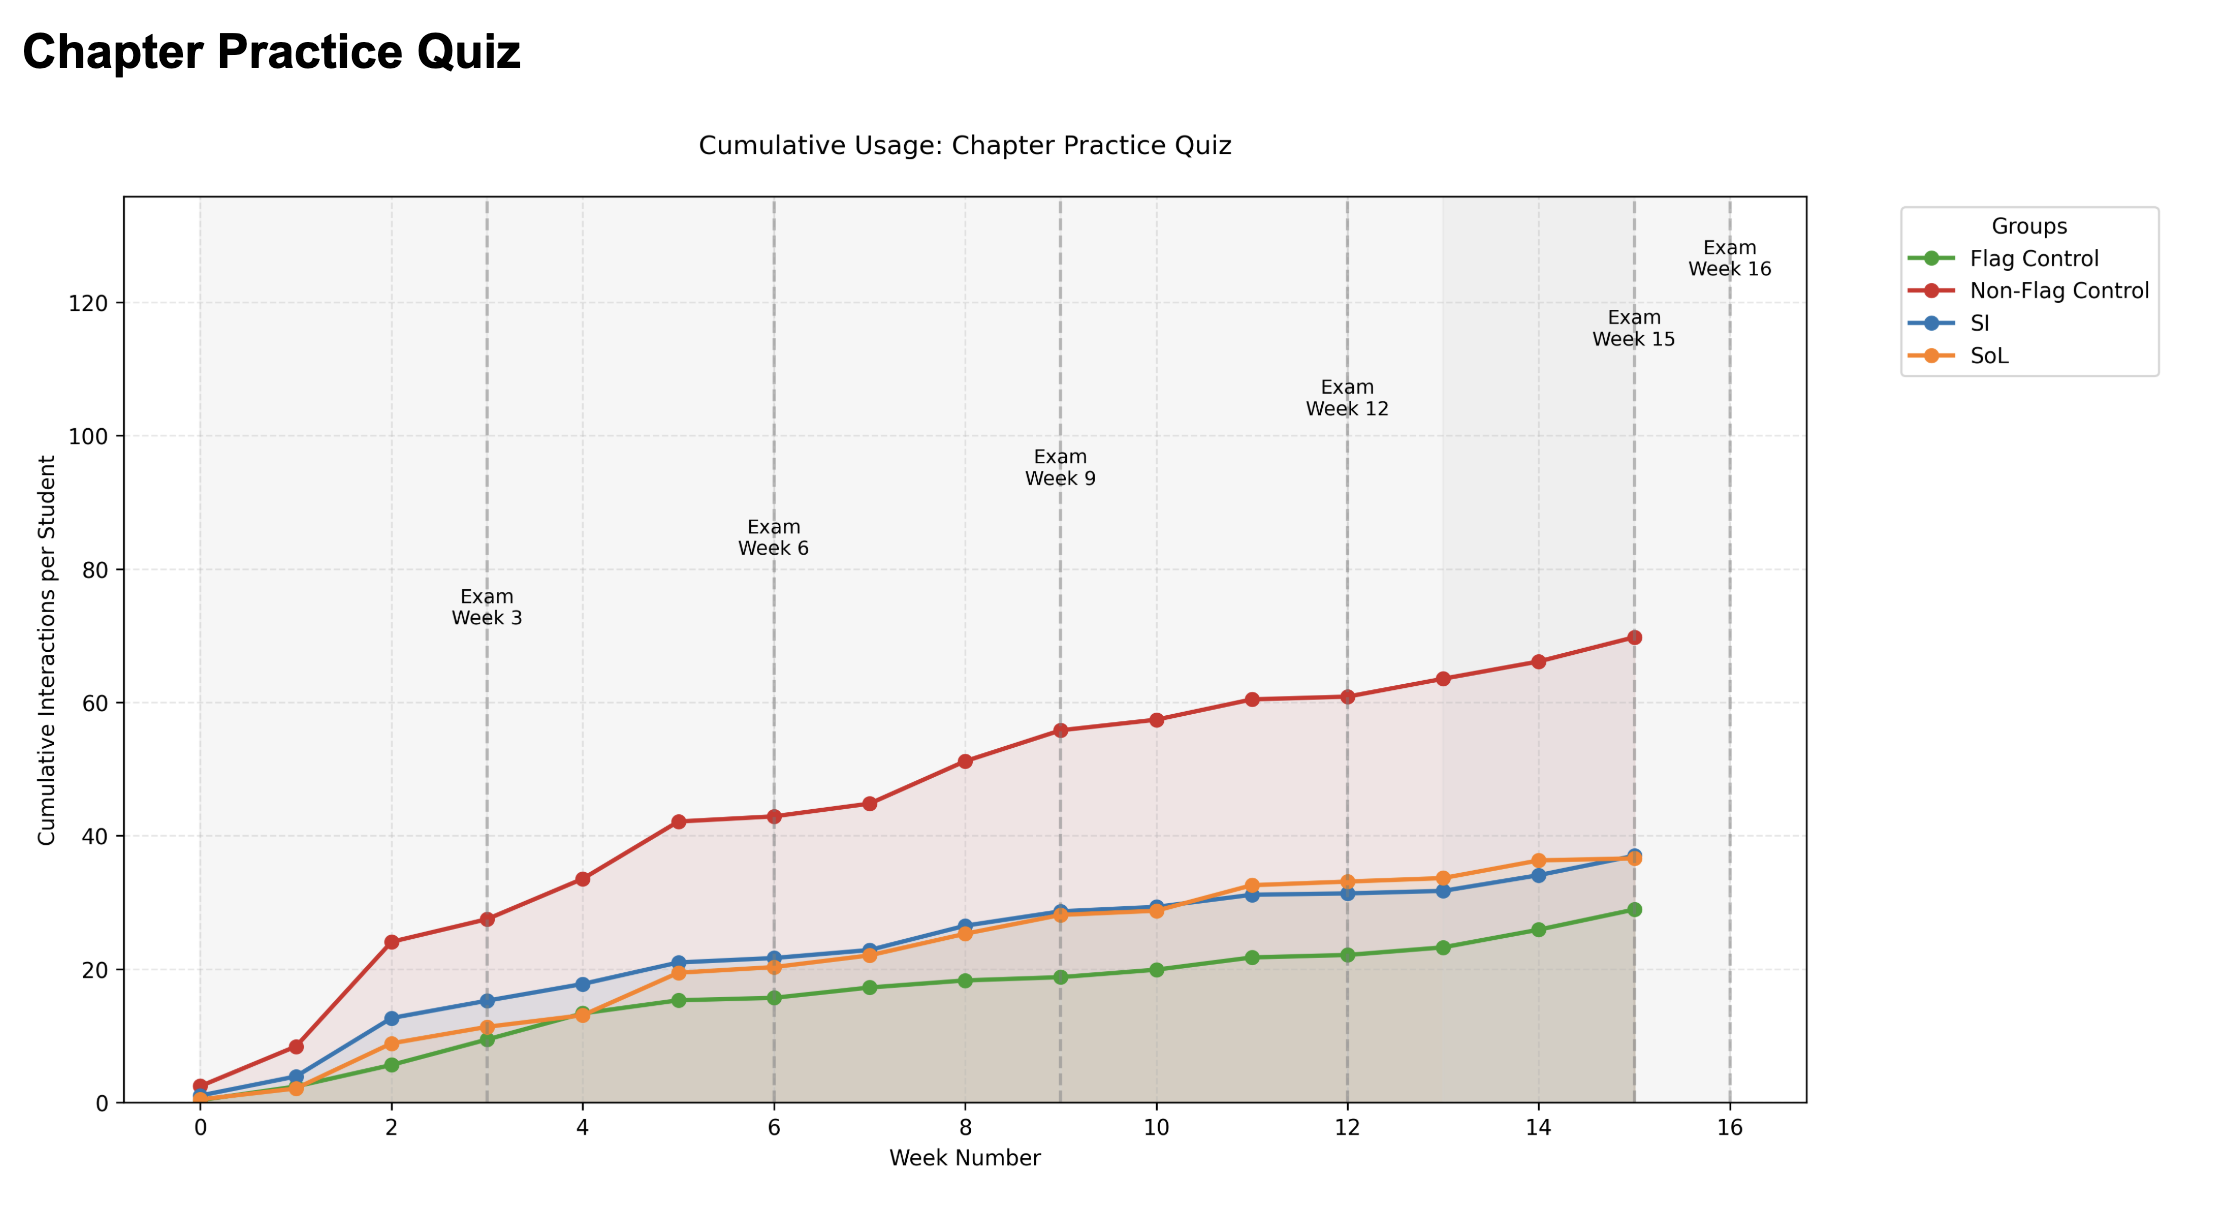 Chapter Practice Quiz
Cumulative Usage: Chapter Practice Quiz
Cumulative Interactions per Student
120
100
80
60
40
20
0
Exam
Week 3
Exam
Week 6
Exam
Week 9
Exam
Week 12
Exam
Week 15
Exam
Week 16
0
2
4
6
8
10
12
14
16
Week Number
Groups
Flag Control
Non-Flag Control
SI
SoL